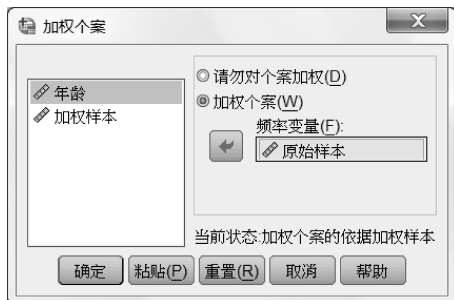 加权个案
X
年龄
加权样本
请勿对个案加权(D)
加权个案(W)
频率变量(F):
原始样本
当前状态:加权个案的依据加权样本
确定 粘贴(P) 重置(R) 取消 帮助